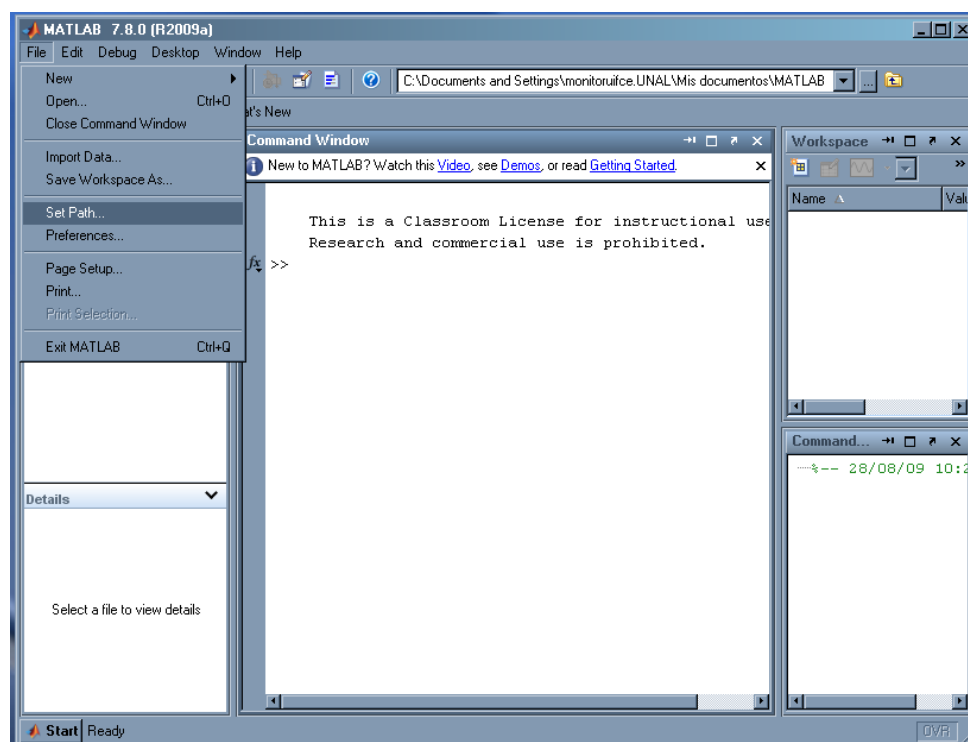 MATLAB 7.8.0 (R2009a)
File Edit Debug Desktop Window Help
New
Open... Ctrl+O
Close Command Window
Import Data...
Save Workspace As...
Set Path...
Preferences...
Page Setup...
Print...
Print Selection...
Exit MATLAB Ctrl+Q
C:\Documents and Settings\monitoruifce.UNAL\Mis documentos\MATLAB
...
at's New
Command Window
New to MATLAB? Watch this Video, see Demos, or read Getting Started.
This is a Classroom License for instructional use
Research and commercial use is prohibited.
fx >>
Workspace
Name Valu
Command...
%-- 28/08/09 10:2
Details
Select a file to view details
Start Ready
OVR